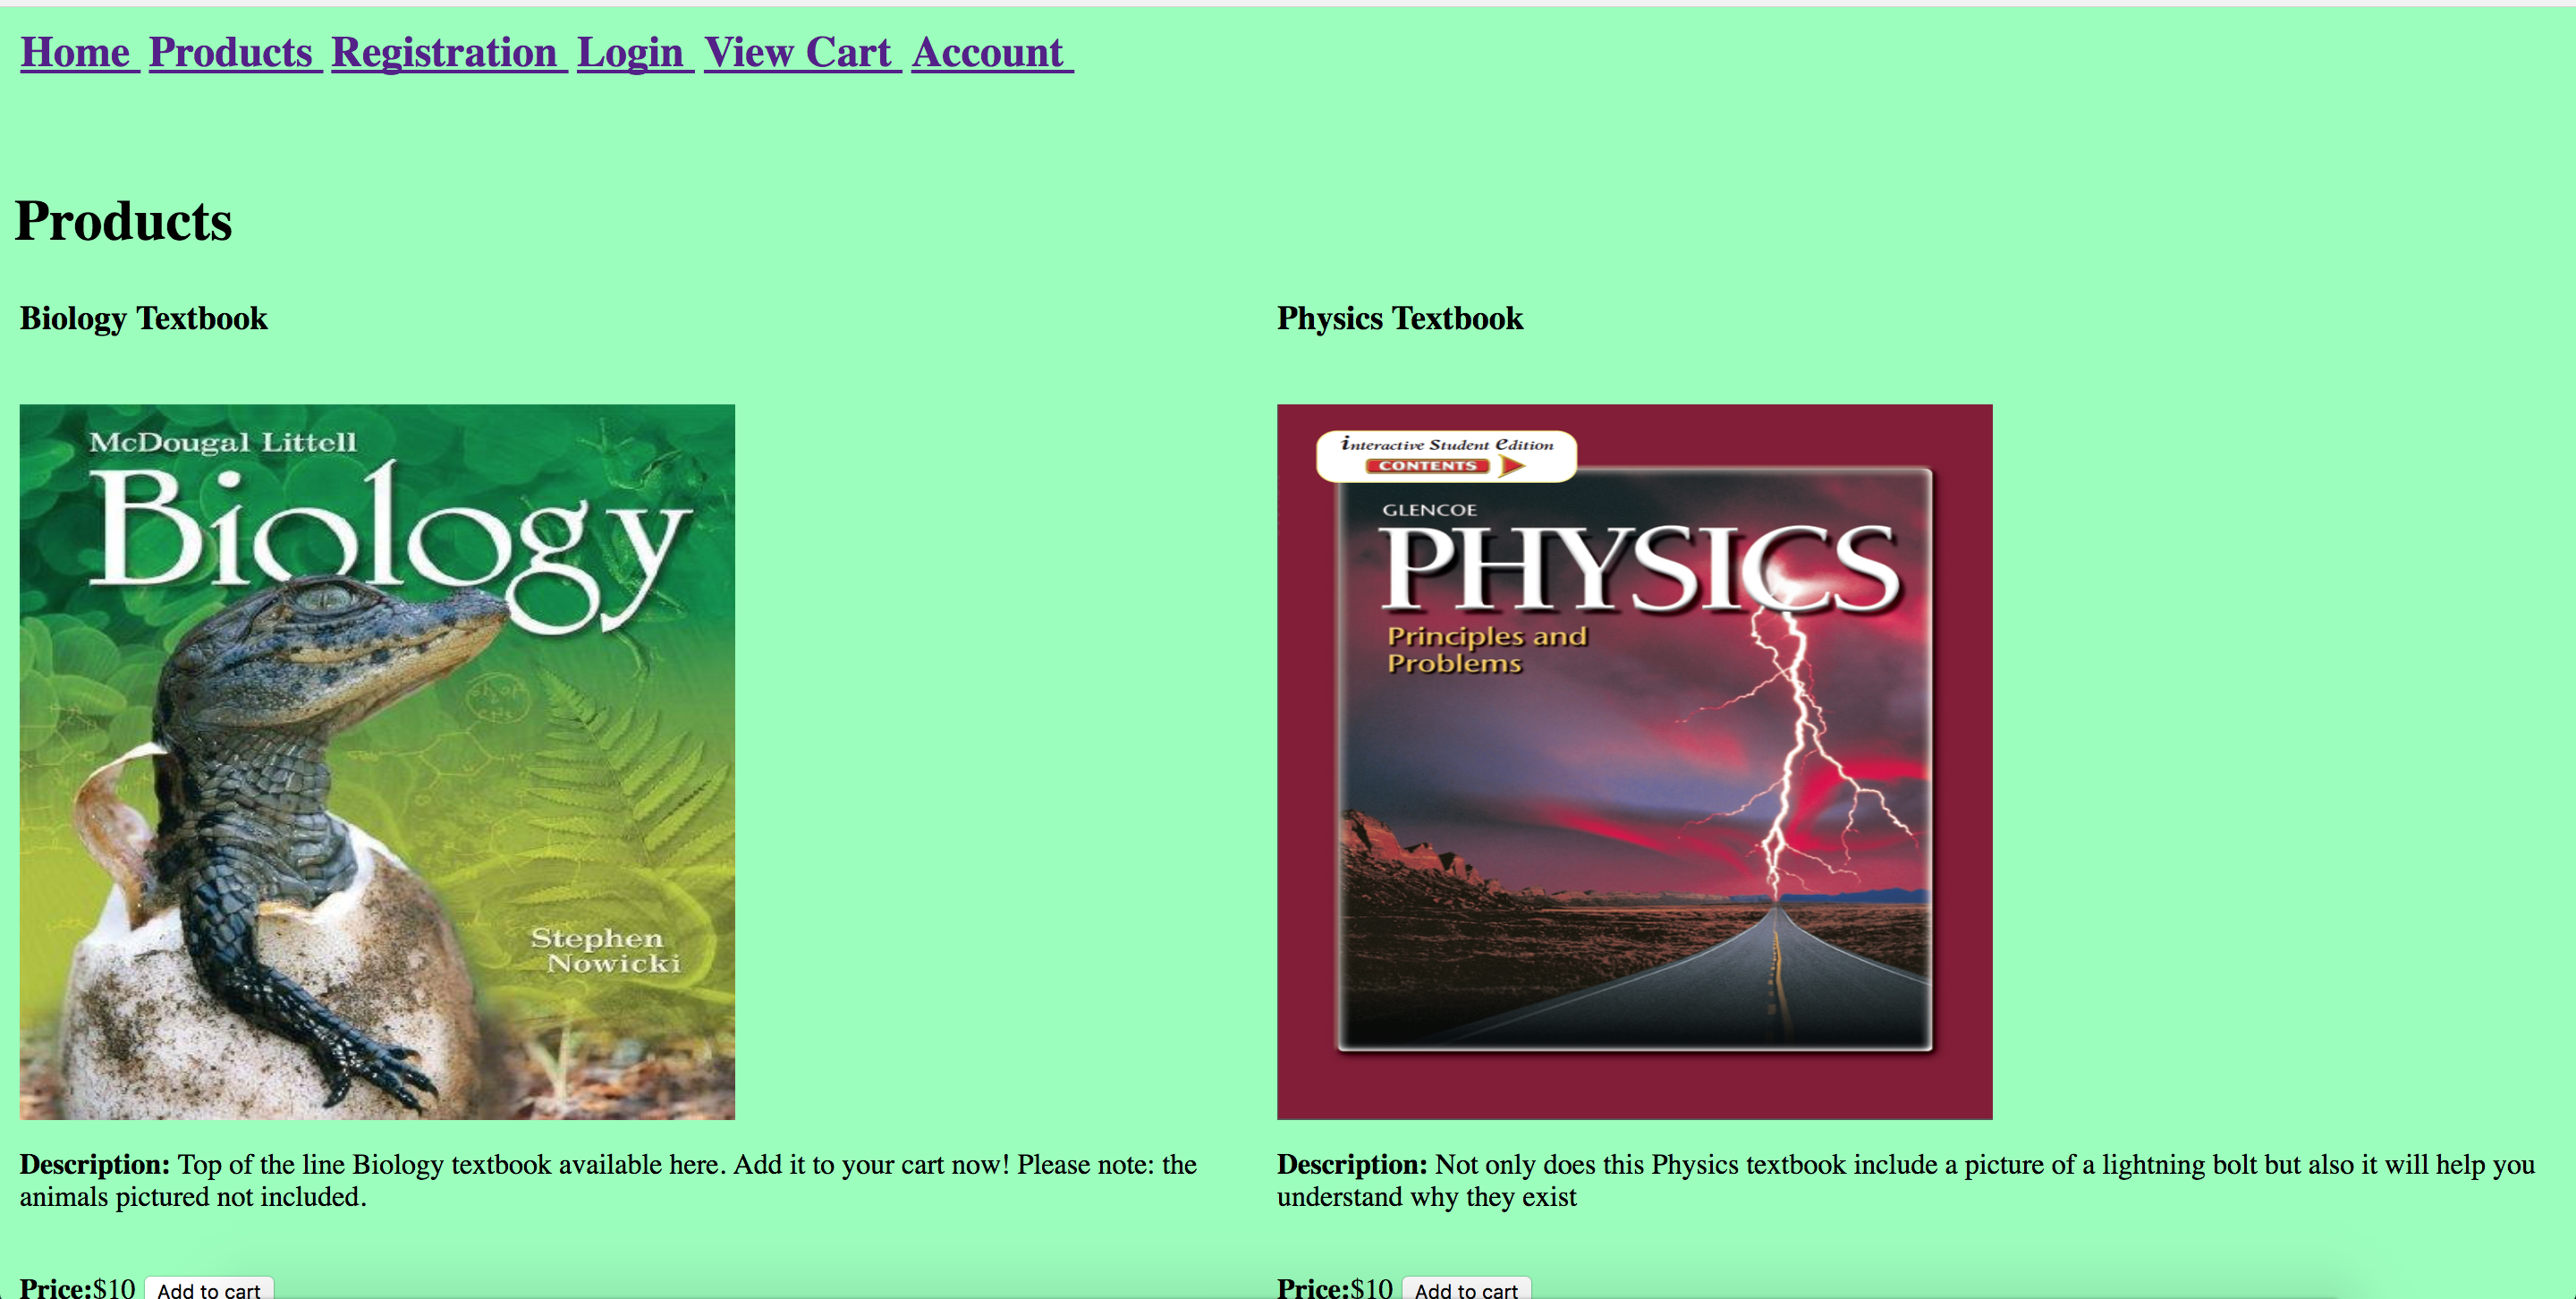 Home Products Registration Login View Cart Account
Products
Biology Textbook
McDougal Littell
Biology
Stephen
Nowicki
Description: Top of the line Biology textbook available here. Add it to your cart now! Please note: the
animals pictured not included.
Price:$10 Add to cart
Physics Textbook
interactive Student edition
CONTENTS
GLENCOE
PHYSICS
Principles and
Problems
Description: Not only does this Physics textbook include a picture of a lightning bolt but also it will help you
understand why they exist
Price:$10 Add to cart